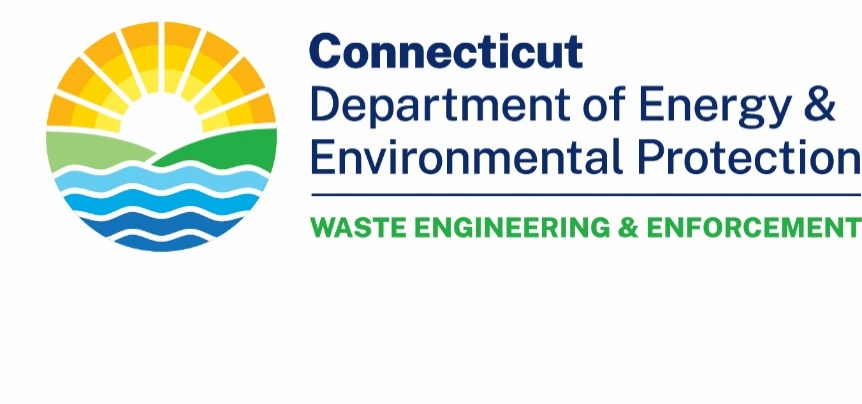 Connecticut
Department of Energy &
Environmental Protection
WASTE ENGINEERING & ENFORCEMENT